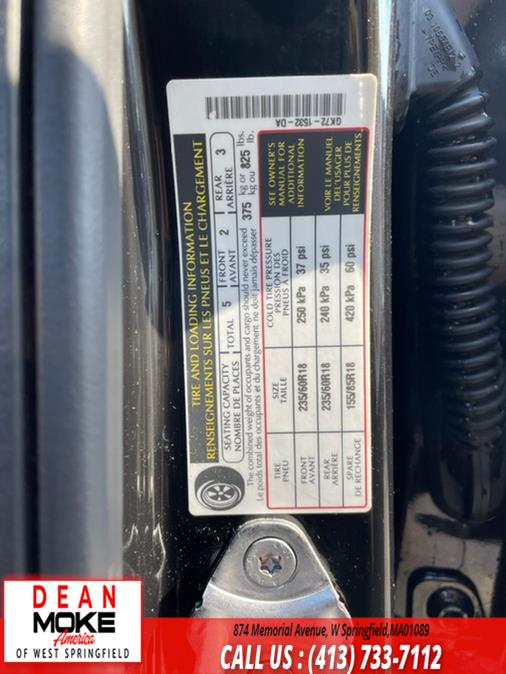 TIRE AND LOADING INFORMATION
RENSEIGNEMENTS SUR LES PNEUS ET LE CHARGEMENT
SEATING CAPACITY
NOMBRE DE PLACES
TOTAL 5
FRONT
AVANT 2
REAR
ARRIÈRE 3
The combined weight of occupants and cargo should never exceed 375 kg or 825 lbs.
Le poids total des occupants et du chargement ne doit jamais dépasser kg ou lb.
TIRE
PNEU
SIZE
TAILLE
COLD TIRE PRESSURE
PRESSION DES
PNEUS À FROID
SEE OWNER'S
MANUAL FOR
ADDITIONAL
INFORMATION
FRONT
AVANT
235/60R18
250 kPa 37 psi
REAR
ARRIÈRE
235/60R18
240 kPa 35 psi
VOIR LE MANUEL
DE L'USAGER
POUR PLUS DE
RENSEIGNEMENTS
SPARE
DE RECHANGE
155/85R18
420 kPa 60 psi
GK72-1532-DA
DEAN
MOKE
America
OF WEST SPRINGFIELD
874 Memorial Avenue, W Springfield,MA01089
CALL US : (413) 733-7112